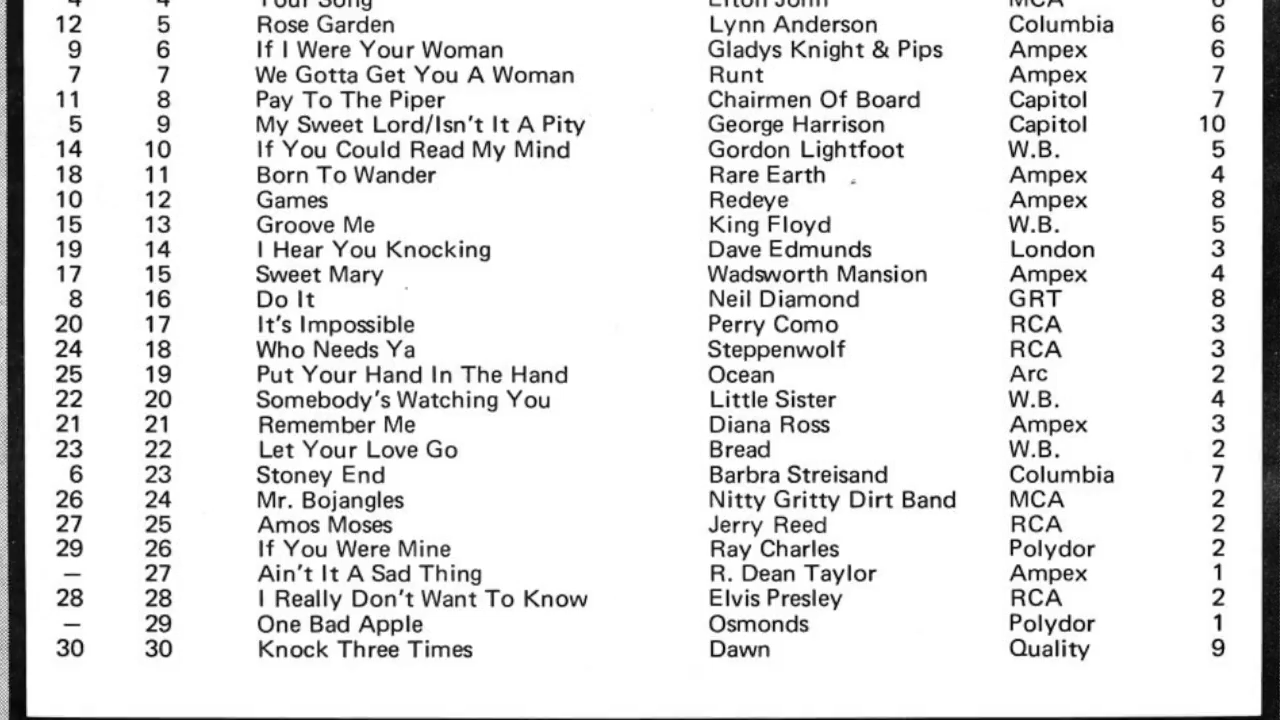 4 4 Your Song Elton John MCA 6
12 5 Rose Garden Lynn Anderson Columbia 6
9 6 If I Were Your Woman Gladys Knight & Pips Ampex 6
7 7 We Gotta Get You A Woman Runt Ampex 7
11 8 Pay To The Piper Chairmen Of Board Capitol 7
5 9 My Sweet Lord/Isn't It A Pity George Harrison Capitol 10
14 10 If You Could Read My Mind Gordon Lightfoot W.B. 5
18 11 Born To Wander Rare Earth Ampex 4
10 12 Games Redeye Ampex 8
15 13 Groove Me King Floyd W.B. 5
19 14 I Hear You Knocking Dave Edmunds London 3
17 15 Sweet Mary Wadsworth Mansion Ampex 4
8 16 Do It Neil Diamond GRT 8
20 17 It's Impossible Perry Como RCA 3
24 18 Who Needs Ya Steppenwolf RCA 3
25 19 Put Your Hand In The Hand Ocean Arc 2
22 20 Somebody's Watching You Little Sister W.B. 4
21 21 Remember Me Diana Ross Ampex 3
23 22 Let Your Love Go Bread W.B. 2
6 23 Stoney End Barbra Streisand Columbia 7
26 24 Mr. Bojangles Nitty Gritty Dirt Band MCA 2
27 25 Amos Moses Jerry Reed RCA 2
29 26 If You Were Mine Ray Charles Polydor 2
— 27 Ain't It A Sad Thing R. Dean Taylor Ampex 1
28 28 I Really Don't Want To Know Elvis Presley RCA 2
— 29 One Bad Apple Osmonds Polydor 1
30 30 Knock Three Times Dawn Quality 9